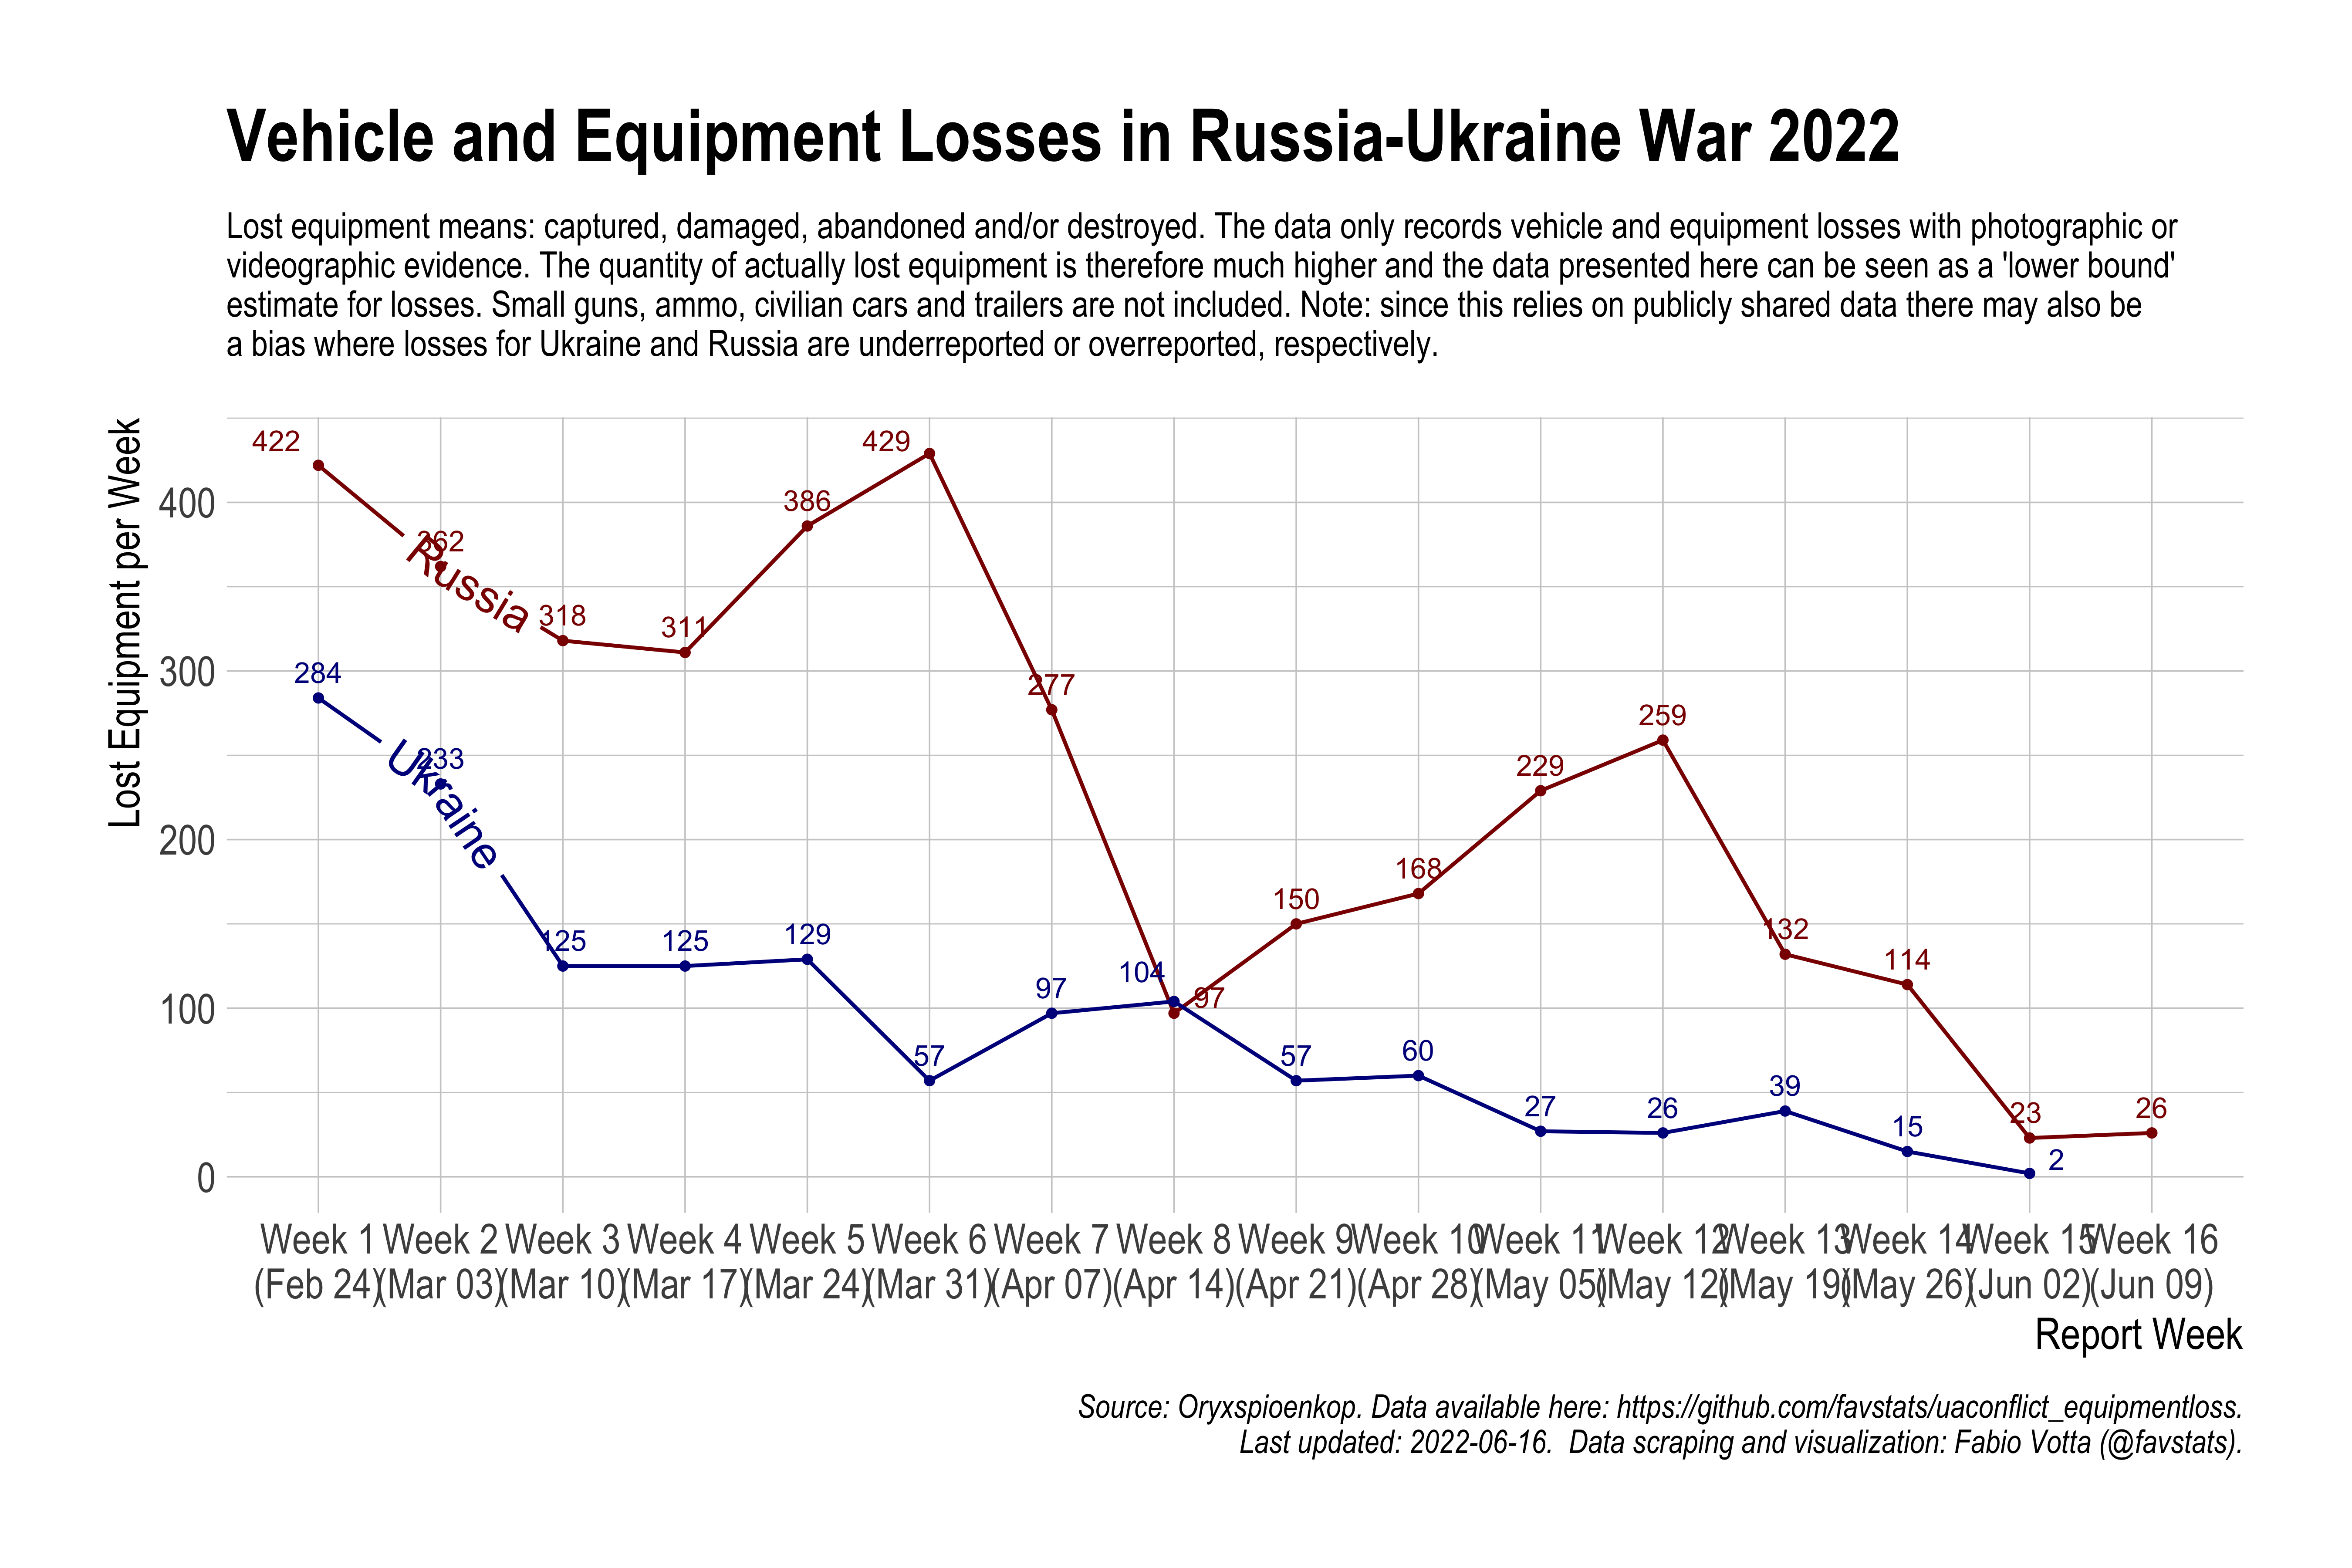 Vehicle and Equipment Losses in Russia-Ukraine War 2022
Lost equipment means: captured, damaged, abandoned and/or destroyed. The data only records vehicle and equipment losses with photographic or
videographic evidence. The quantity of actually lost equipment is therefore much higher and the data presented here can be seen as a 'lower bound'
estimate for losses. Small guns, ammo, civilian cars and trailers are not included. Note: since this relies on publicly shared data there may also be
a bias where losses for Ukraine and Russia are underreported or overreported, respectively.
Lost Equipment per Week
400
300
200
100
0
Russia
422
362
318
311
386
429
277
97
150
168
229
259
132
114
23
26
Ukraine
284
233
125
125
129
57
97
104
57
60
27
26
39
15
2
Week 1
(Feb 24)
Week 2
(Mar 03)
Week 3
(Mar 10)
Week 4
(Mar 17)
Week 5
(Mar 24)
Week 6
(Mar 31)
Week 7
(Apr 07)
Week 8
(Apr 14)
Week 9
(Apr 21)
Week 10
(Apr 28)
Week 11
(May 05)
Week 12
(May 12)
Week 13
(May 19)
Week 14
(May 26)
Week 15
(Jun 02)
Week 16
(Jun 09)
Report Week
Source: Oryxspioenkop. Data available here: https://github.com/favstats/uaconflict_equipmentloss.
Last updated: 2022-06-16.  Data scraping and visualization: Fabio Votta (@favstats).